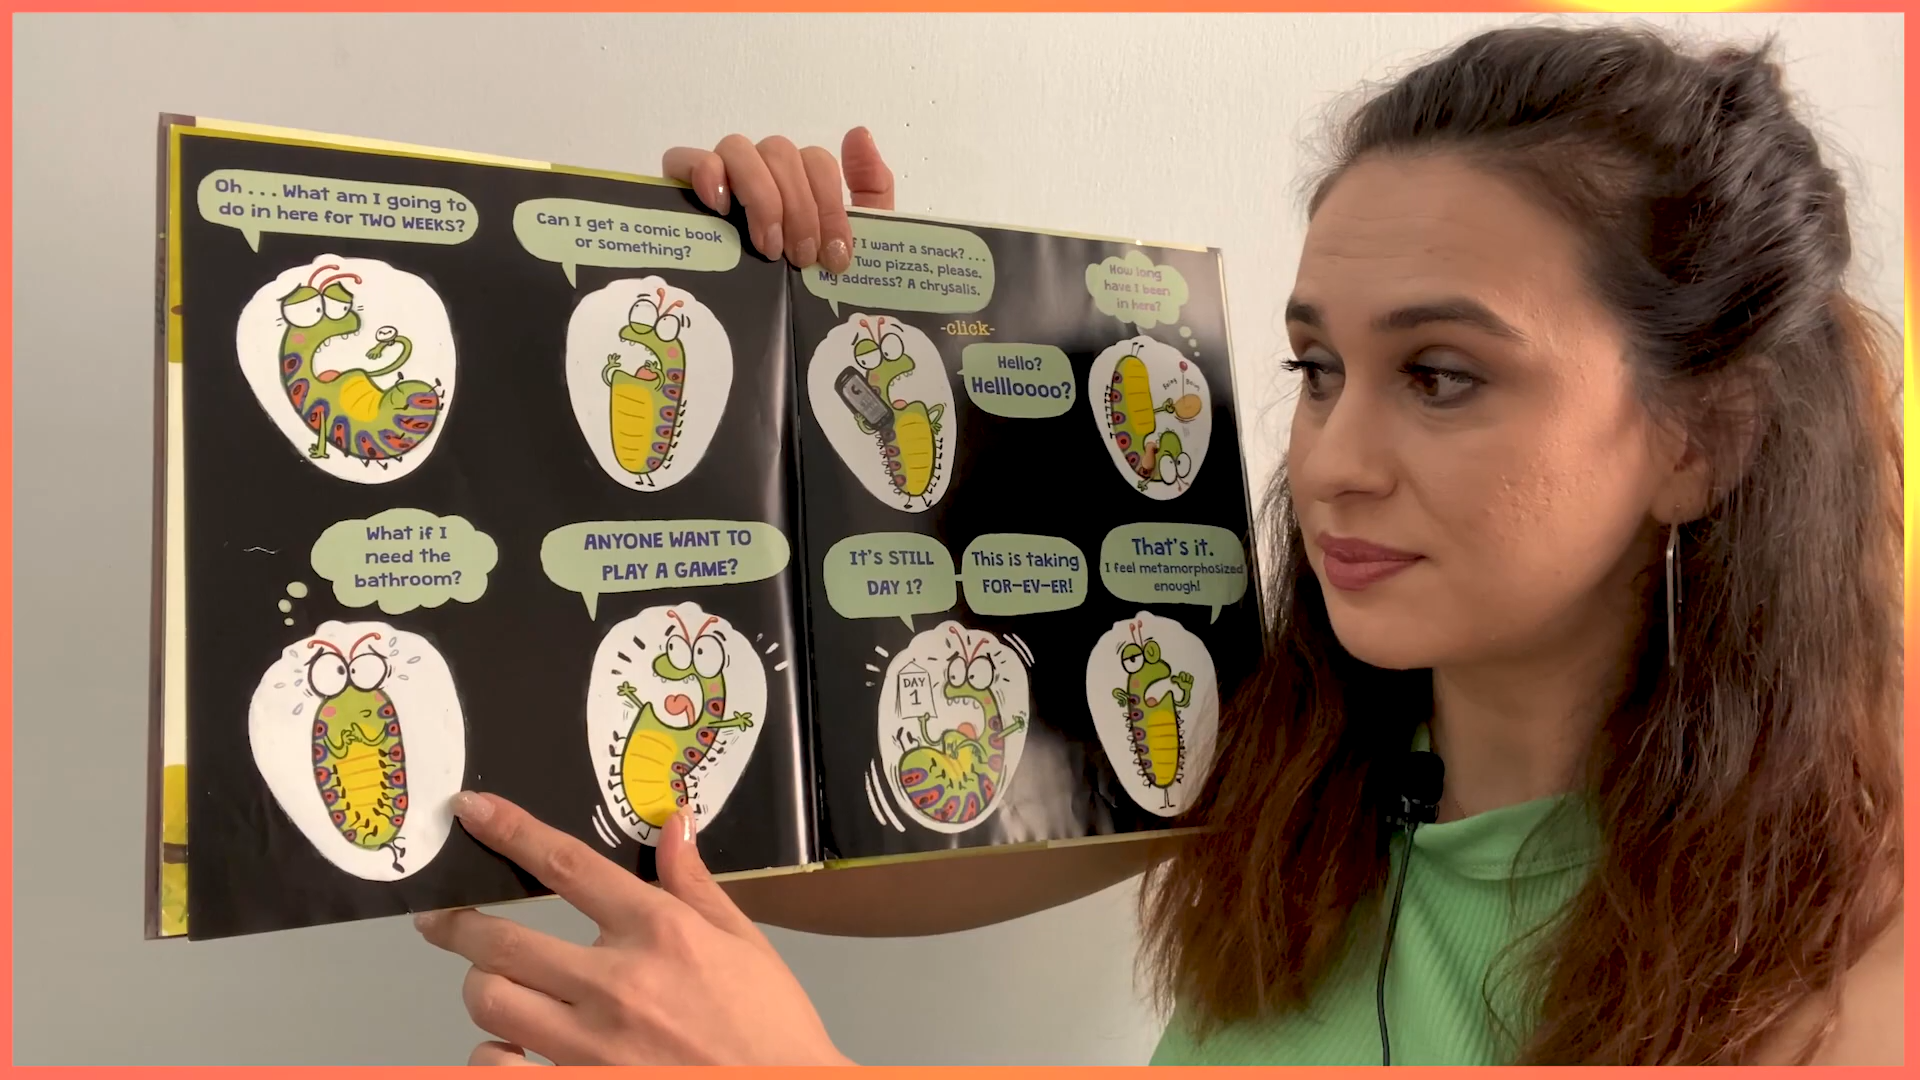 Oh . . . What am I going to
do in here for TWO WEEKS?
Can I get a comic book
or something?
What if I
need the
bathroom?
ANYONE WANT TO
PLAY A GAME?
I want a snack? . . .
Two pizzas, please.
My address? A chrysalis.
-click-
Hello?
Hellloooo?
How long
have I been
in here?
It's STILL
DAY 1?
This is taking
FOR-EV-ER!
DAY
1
That's it.
I feel metamorphosized
enough!